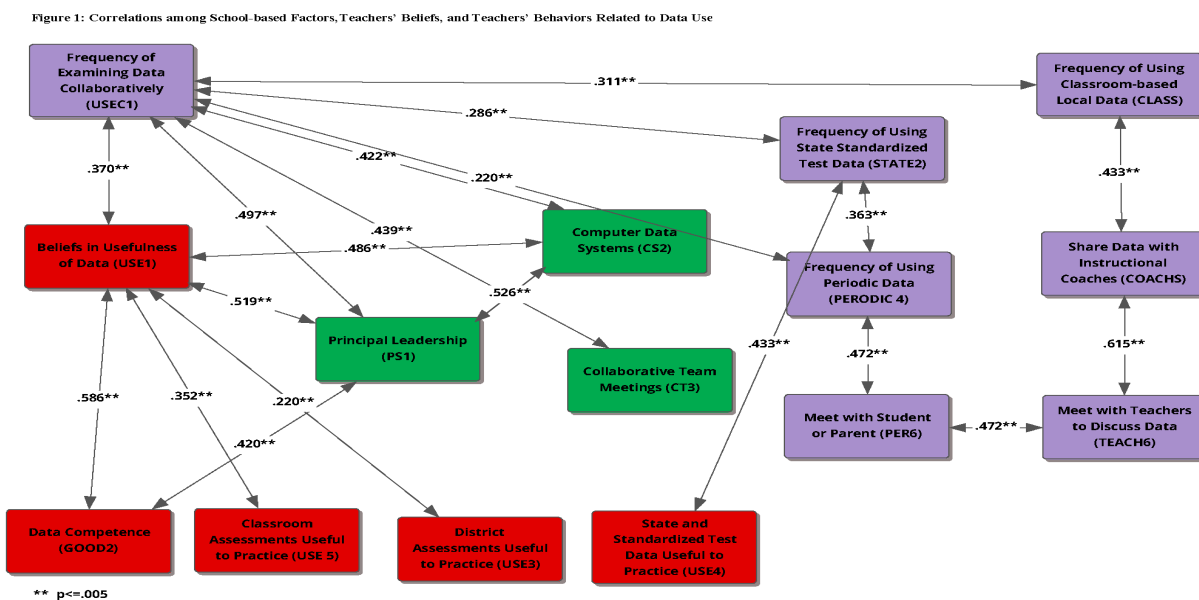 Figure 1: Correlations among School-based Factors, Teachers' Beliefs, and Teachers' Behaviors Related to Data Use
Frequency of
Examining Data
Collaboratively
(USEC1)
.311**
Frequency of Using
Classroom-based
Local Data (CLASS)
.286**
Frequency of Using
State Standardized
Test Data (STATE2)
.422**
.370**
.220**
.433**
.497**
.439**
.363**
Beliefs in Usefulness
of Data (USE1)
.486**
Computer Data
Systems (CS2)
Share Data with
Instructional
Coaches (COACHS)
Frequency of Using
Periodic Data
(PERODIC 4)
.519**
.526**
Principal Leadership
(PS1)
.433**
.472**
.615**
Collaborative Team
Meetings (CT3)
.586**
.352**
.220**
.420**
Meet with Student
or Parent (PER6)
.472**
Meet with Teachers
to Discuss Data
(TEACH6)
Data Competence
(GOOD2)
Classroom
Assessments Useful
to Practice (USE 5)
District
Assessments Useful
to Practice (USE3)
State and
Standardized Test
Data Useful to
Practice (USE4)
** p<=.005